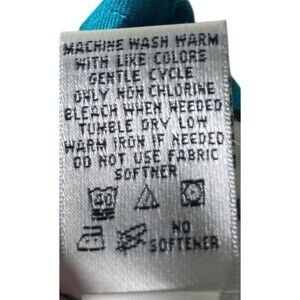 MACHINE WASH WARM
WITH LIKE COLORS
GENTLE CYCLE
ONLY NON CHLORINE
BLEACH WHEN NEEDED
TUMBLE DRY LOW
WARM IRON IF NEEDED
DO NOT USE FABRIC
SOFTNER
40
NO
SOFTENER